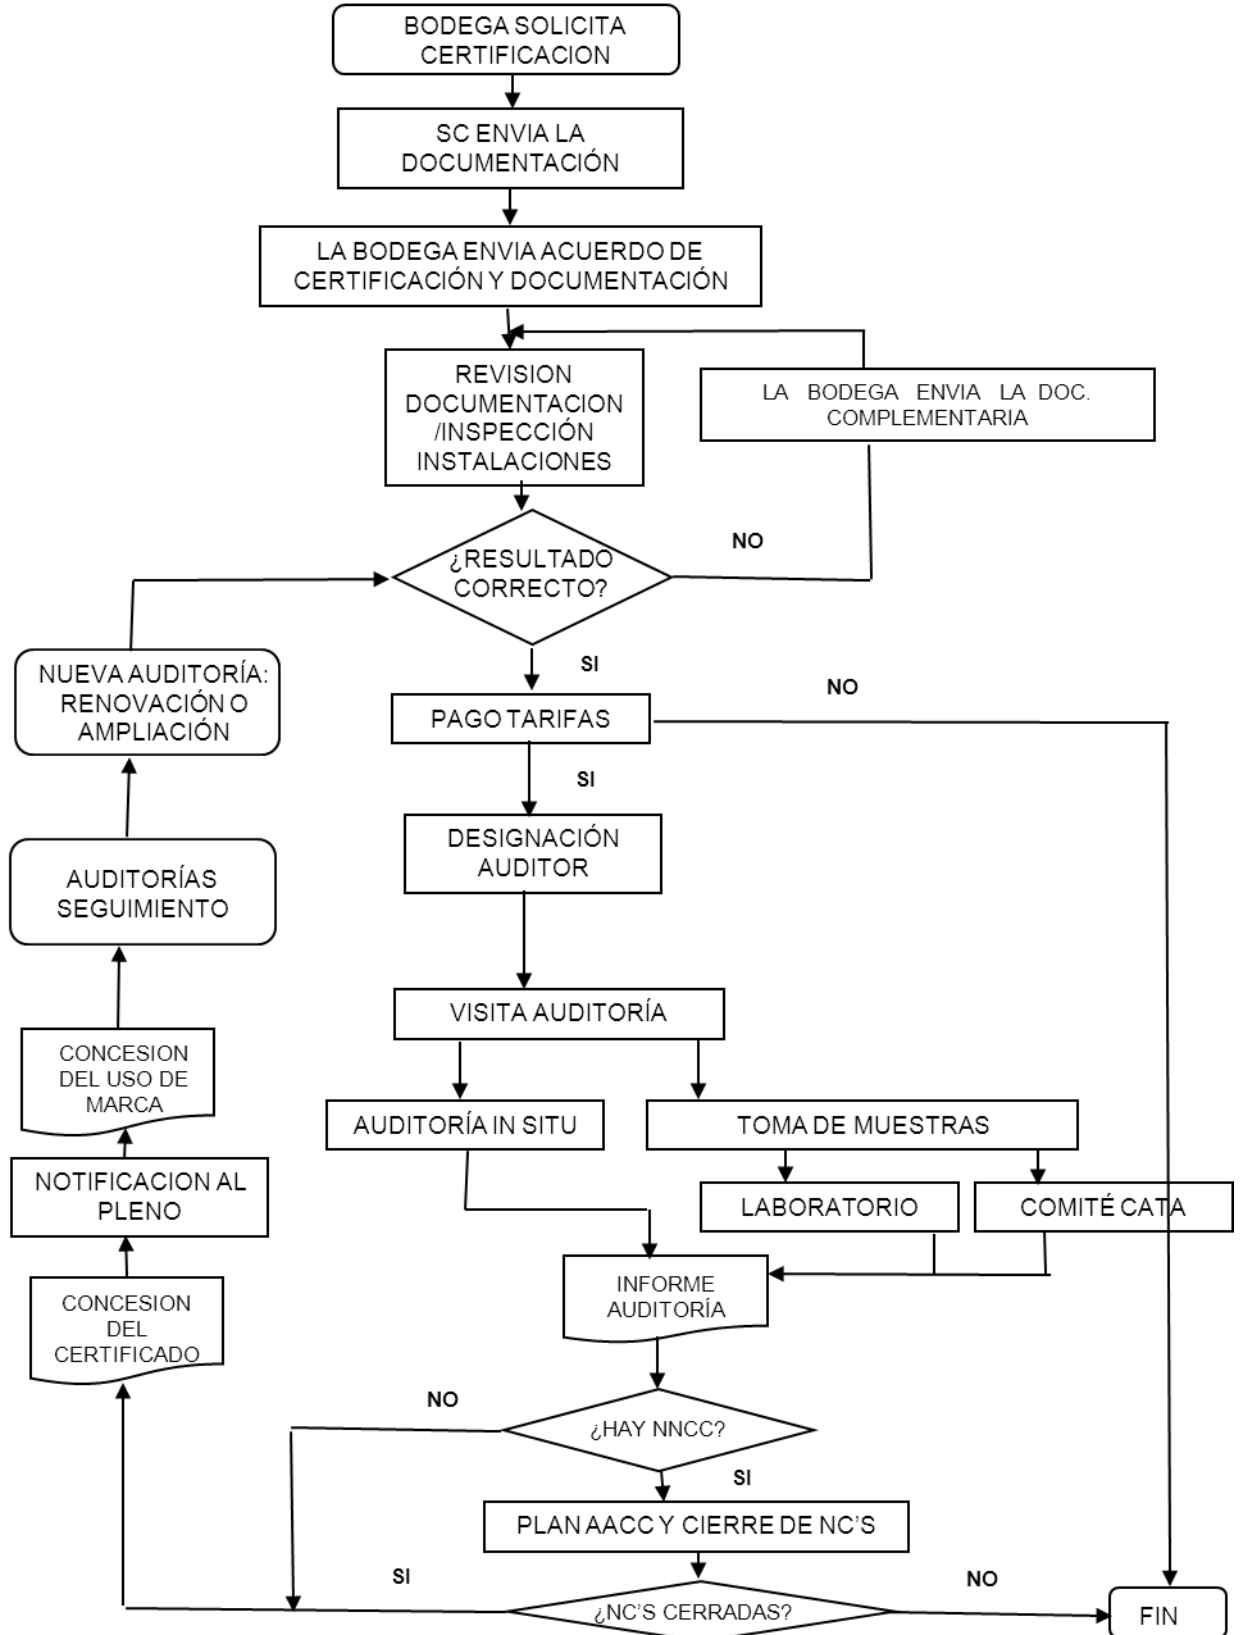 BODEGA SOLICITA
CERTIFICACION
SC ENVIA LA
DOCUMENTACIÓN
LA BODEGA ENVIA ACUERDO DE
CERTIFICACIÓN Y DOCUMENTACIÓN
REVISION
DOCUMENTACION
/INSPECCIÓN
INSTALACIONES
LA BODEGA ENVIA LA DOC.
COMPLEMENTARIA
¿RESULTADO
CORRECTO?
NO
SI
NUEVA AUDITORÍA:
RENOVACIÓN O
AMPLIACIÓN
PAGO TARIFAS
NO
SI
DESIGNACIÓN
AUDITOR
AUDITORÍAS
SEGUIMIENTO
VISITA AUDITORÍA
CONCESION
DEL USO DE
MARCA
AUDITORÍA IN SITU
TOMA DE MUESTRAS
NOTIFICACION AL
PLENO
LABORATORIO
COMITÉ CATA
CONCESION
DEL
CERTIFICADO
INFORME
AUDITORÍA
NO
¿HAY NNCC?
SI
PLAN AACC Y CIERRE DE NC'S
SI
¿NC'S CERRADAS?
NO
FIN